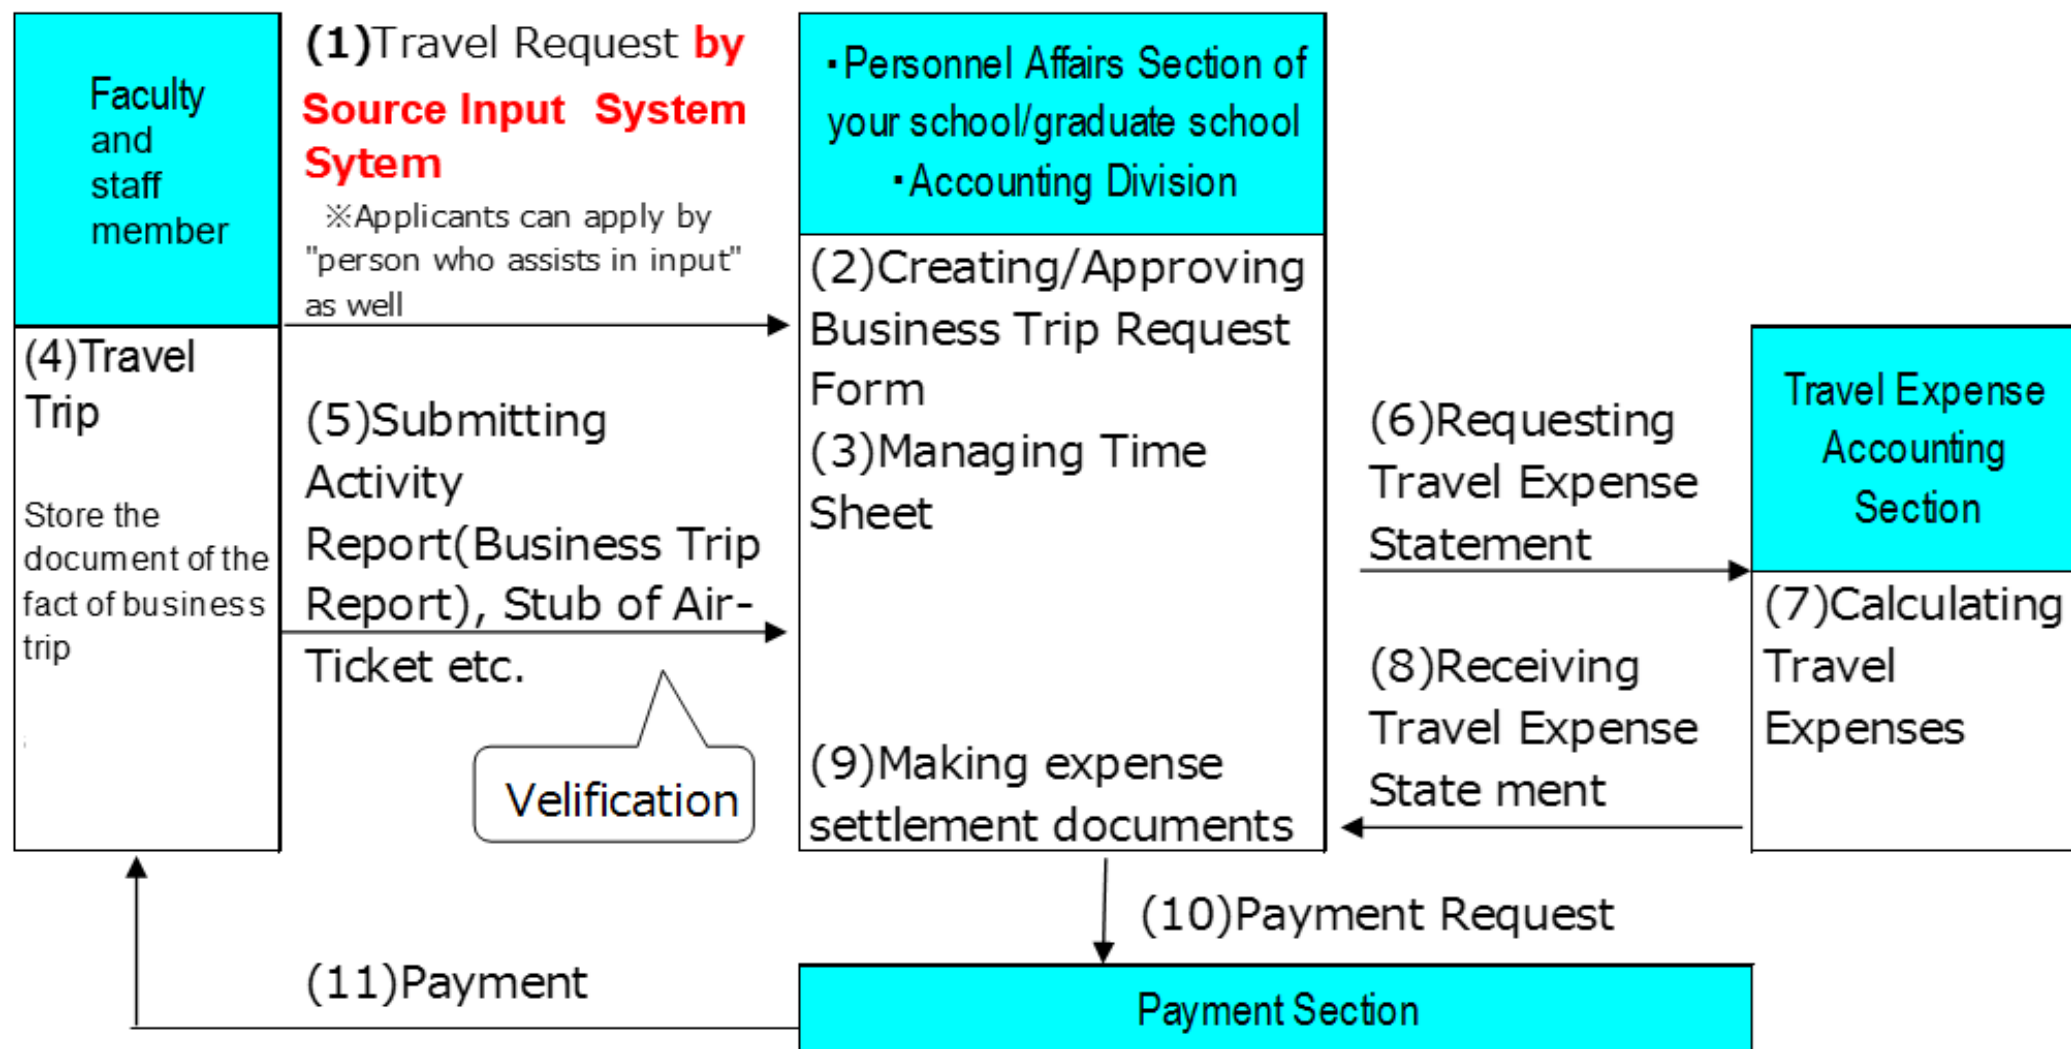 Faculty
and
staff
member
(4)Travel
Trip
Store the
document of the
fact of business
trip
(1)Travel Request by
Source Input System
Sytem
※Applicants can apply by
"person who assists in input"
as well
(5)Submitting
Activity
Report(Business Trip
Report), Stub of Air-
Ticket etc.
Velification
・Personnel Affairs Section of
your school/graduate school
・Accounting Division
(2)Creating/Approving
Business Trip Request
Form
(3)Managing Time
Sheet
(9)Making expense
settlement documents
(6)Requesting
Travel Expense
Statement
(8)Receiving
Travel Expense
State ment
Travel Expense
Accounting
Section
(7)Calculating
Travel
Expenses
(10)Payment Request
(11)Payment
Payment Section